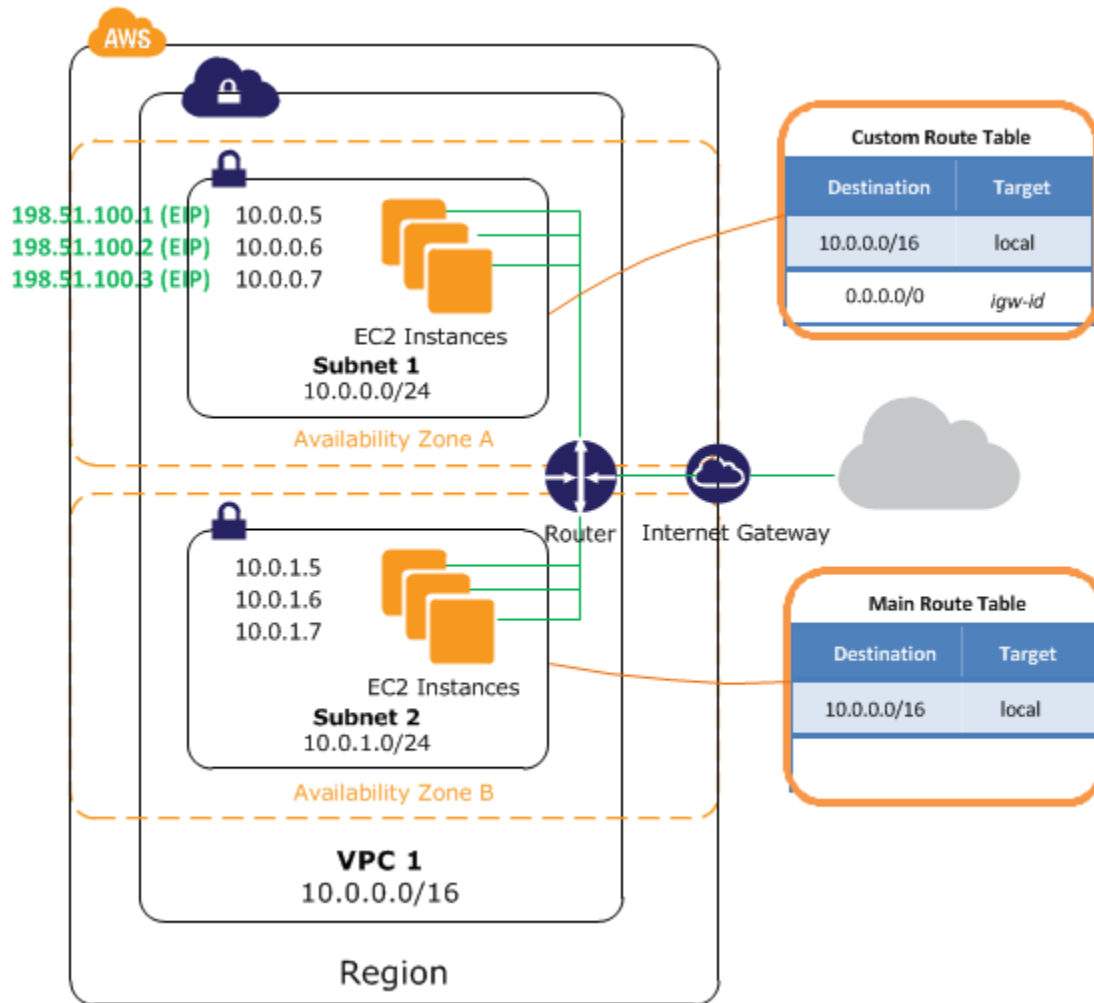 AWS
198.51.100.1 (EIP) 10.0.0.5
198.51.100.2 (EIP) 10.0.0.6
198.51.100.3 (EIP) 10.0.0.7
EC2 Instances
Subnet 1
10.0.0.0/24
Availability Zone A
Custom Route Table
Destination Target
10.0.0.0/16 local
0.0.0.0/0 igw-id
Router
Internet Gateway
10.0.1.5
10.0.1.6
10.0.1.7
EC2 Instances
Subnet 2
10.0.1.0/24
Availability Zone B
Main Route Table
Destination Target
10.0.0.0/16 local
VPC 1
10.0.0.0/16
Region